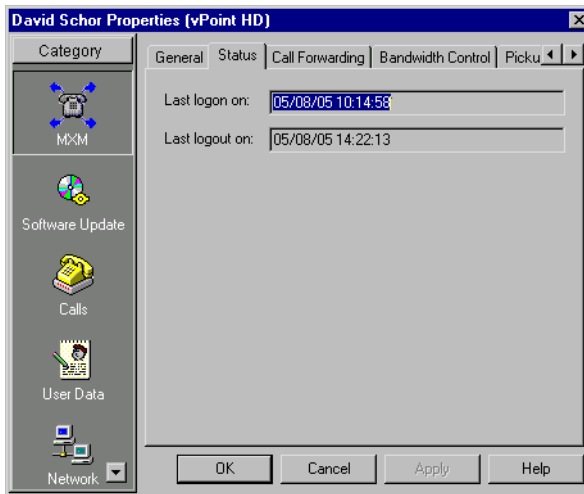 David Schor Properties (vPoint HD)
Category
MXM
Software Update
Calls
User Data
Network
General Status Call Forwarding Bandwidth Control Picku
Last logon on: 05/08/05 10:14:58
Last logout on: 05/08/05 14:22:13
OK Cancel Apply Help